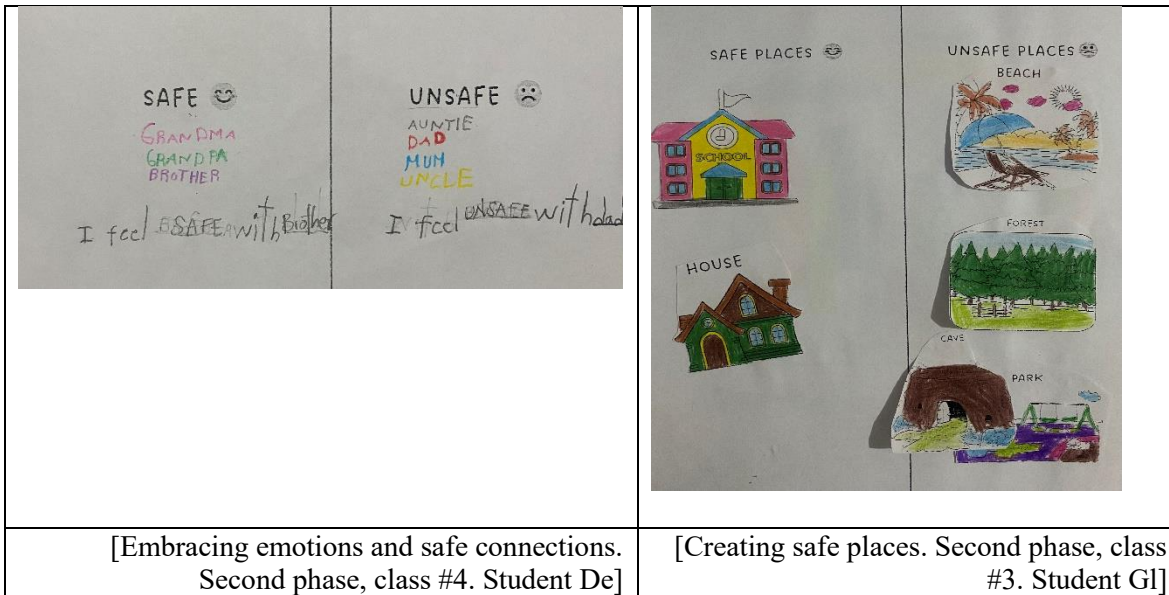 SAFE
GRANDMA
GRANDPA
BROTHER
I feel SAFE with Brother
UNSAFE
AUNTIE
DAD
MUM
UNCLE
I feel UNSAFE with dad
[Embracing emotions and safe connections.
Second phase, class #4. Student De]
SAFE PLACES
SCHOOL
HOUSE
UNSAFE PLACES
BEACH
FOREST
CAVE
PARK
[Creating safe places. Second phase, class
#3. Student Gl]